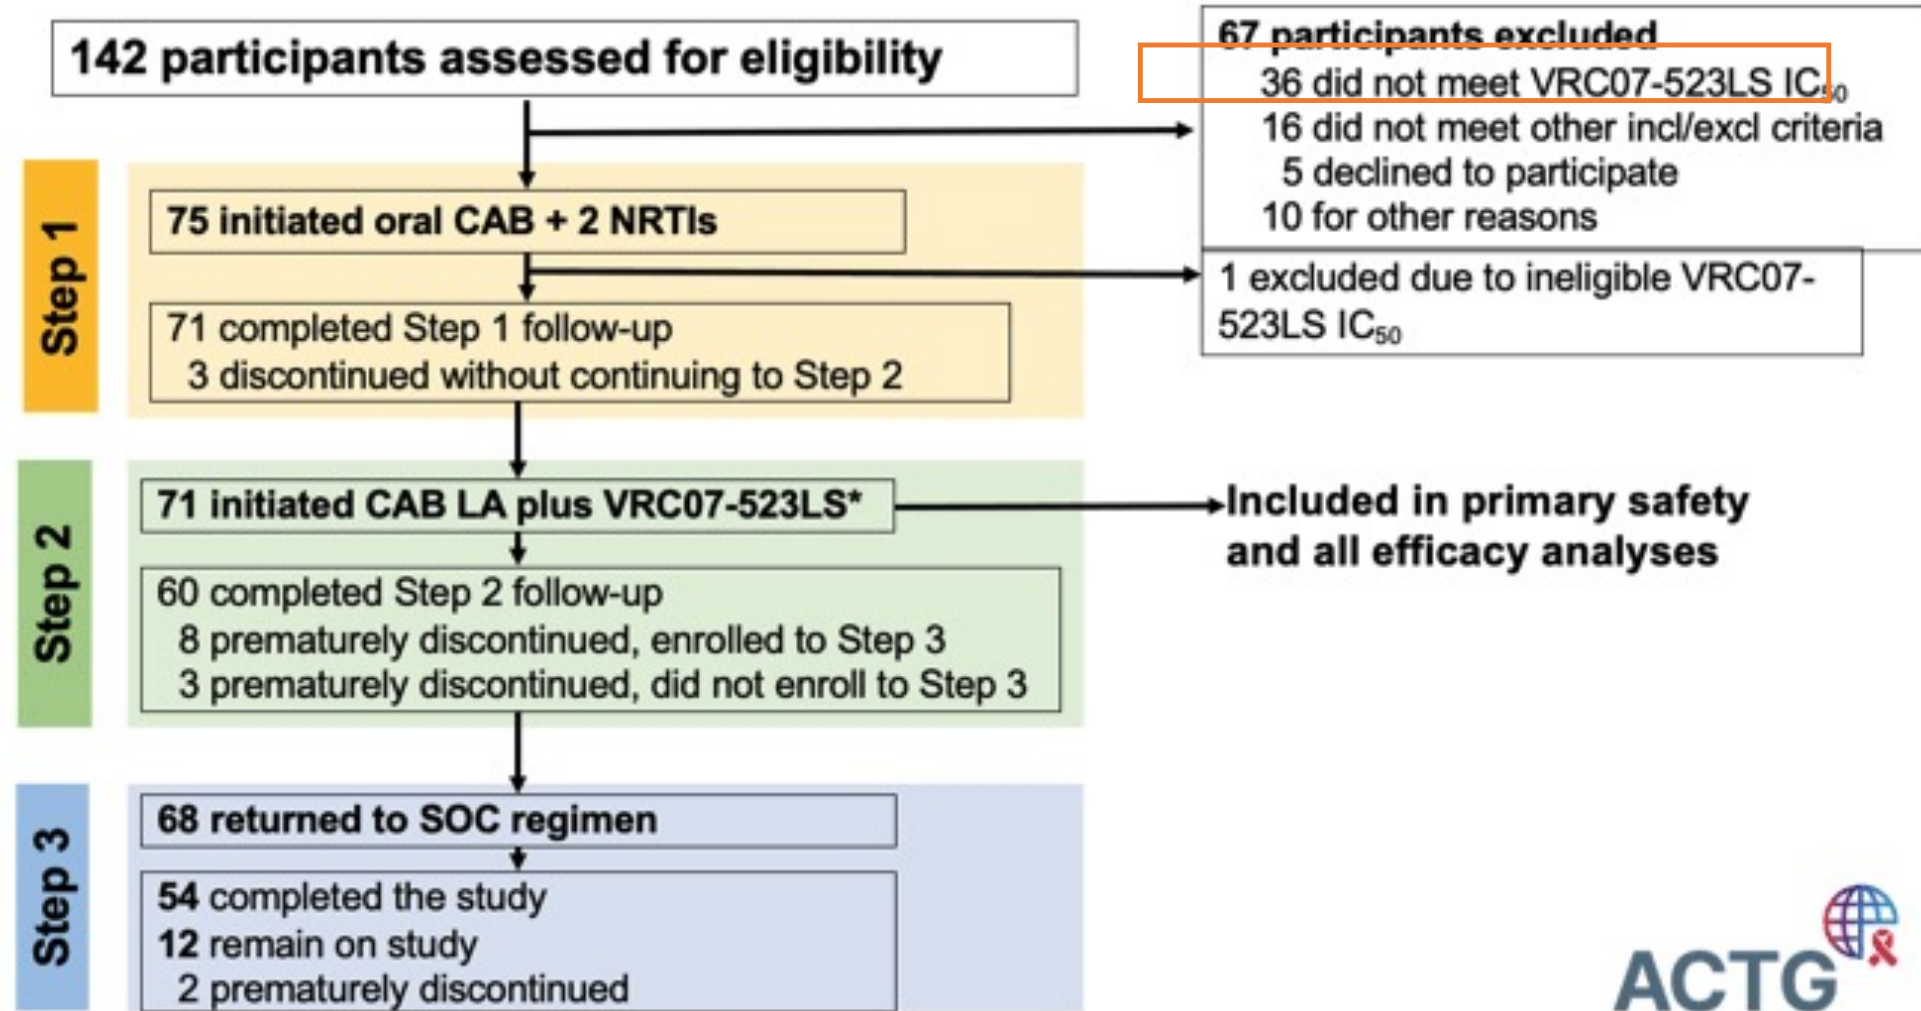 142 participants assessed for eligibility
67 participants excluded
36 did not meet VRC07-523LS IC50
16 did not meet other incl/excl criteria
5 declined to participate
10 for other reasons
Step 1
75 initiated oral CAB + 2 NRTIs
1 excluded due to ineligible VRC07-
523LS IC50
71 completed Step 1 follow-up
3 discontinued without continuing to Step 2
Step 2
71 initiated CAB LA plus VRC07-523LS*
Included in primary safety
and all efficacy analyses
60 completed Step 2 follow-up
8 prematurely discontinued, enrolled to Step 3
3 prematurely discontinued, did not enroll to Step 3
Step 3
68 returned to SOC regimen
54 completed the study
12 remain on study
2 prematurely discontinued
ACTG